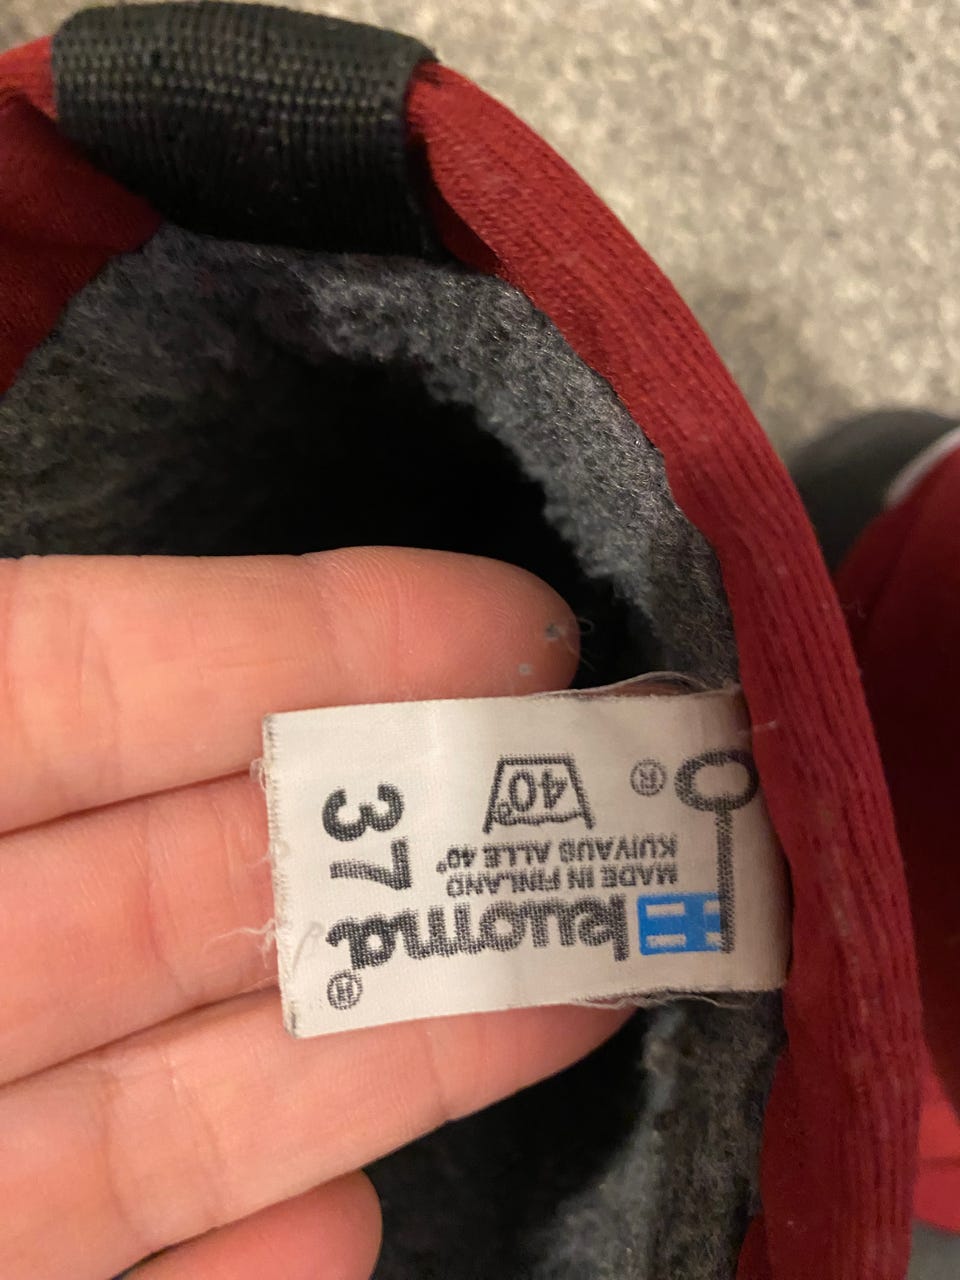 kuoma®
MADE IN FINLAND
KUIVAUS ALLE 40°
40°
®
37